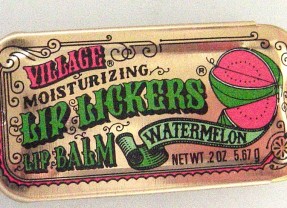 VILLAGE®
MOISTURIZING
LIP LICKERS®
LIP BALM
WATERMELON
NET WT .2 OZ 5.67 g